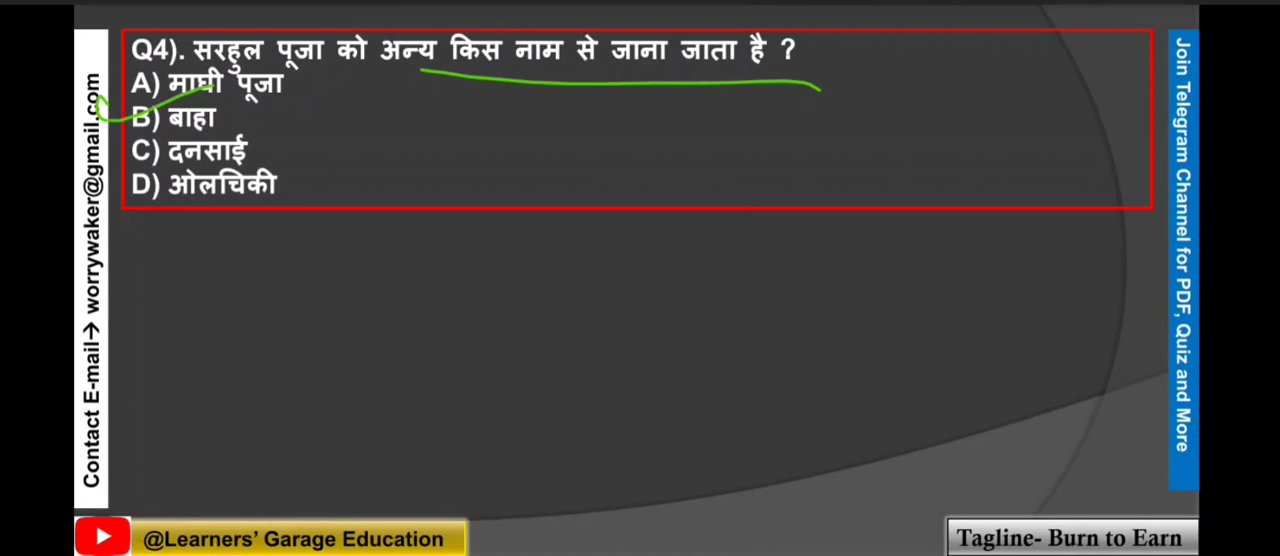 Q4). सरहुल पूजा को अन्य किस नाम से जाना जाता है ?
A) माघी पूजा
B) बाहा
C) दनसाई
D) ओलचिकी
Contact E-mail→ worrywaker@gmail.com
Join Telegram Channel for PDF, Quiz and More
@Learners’ Garage Education
Tagline- Burn to Earn